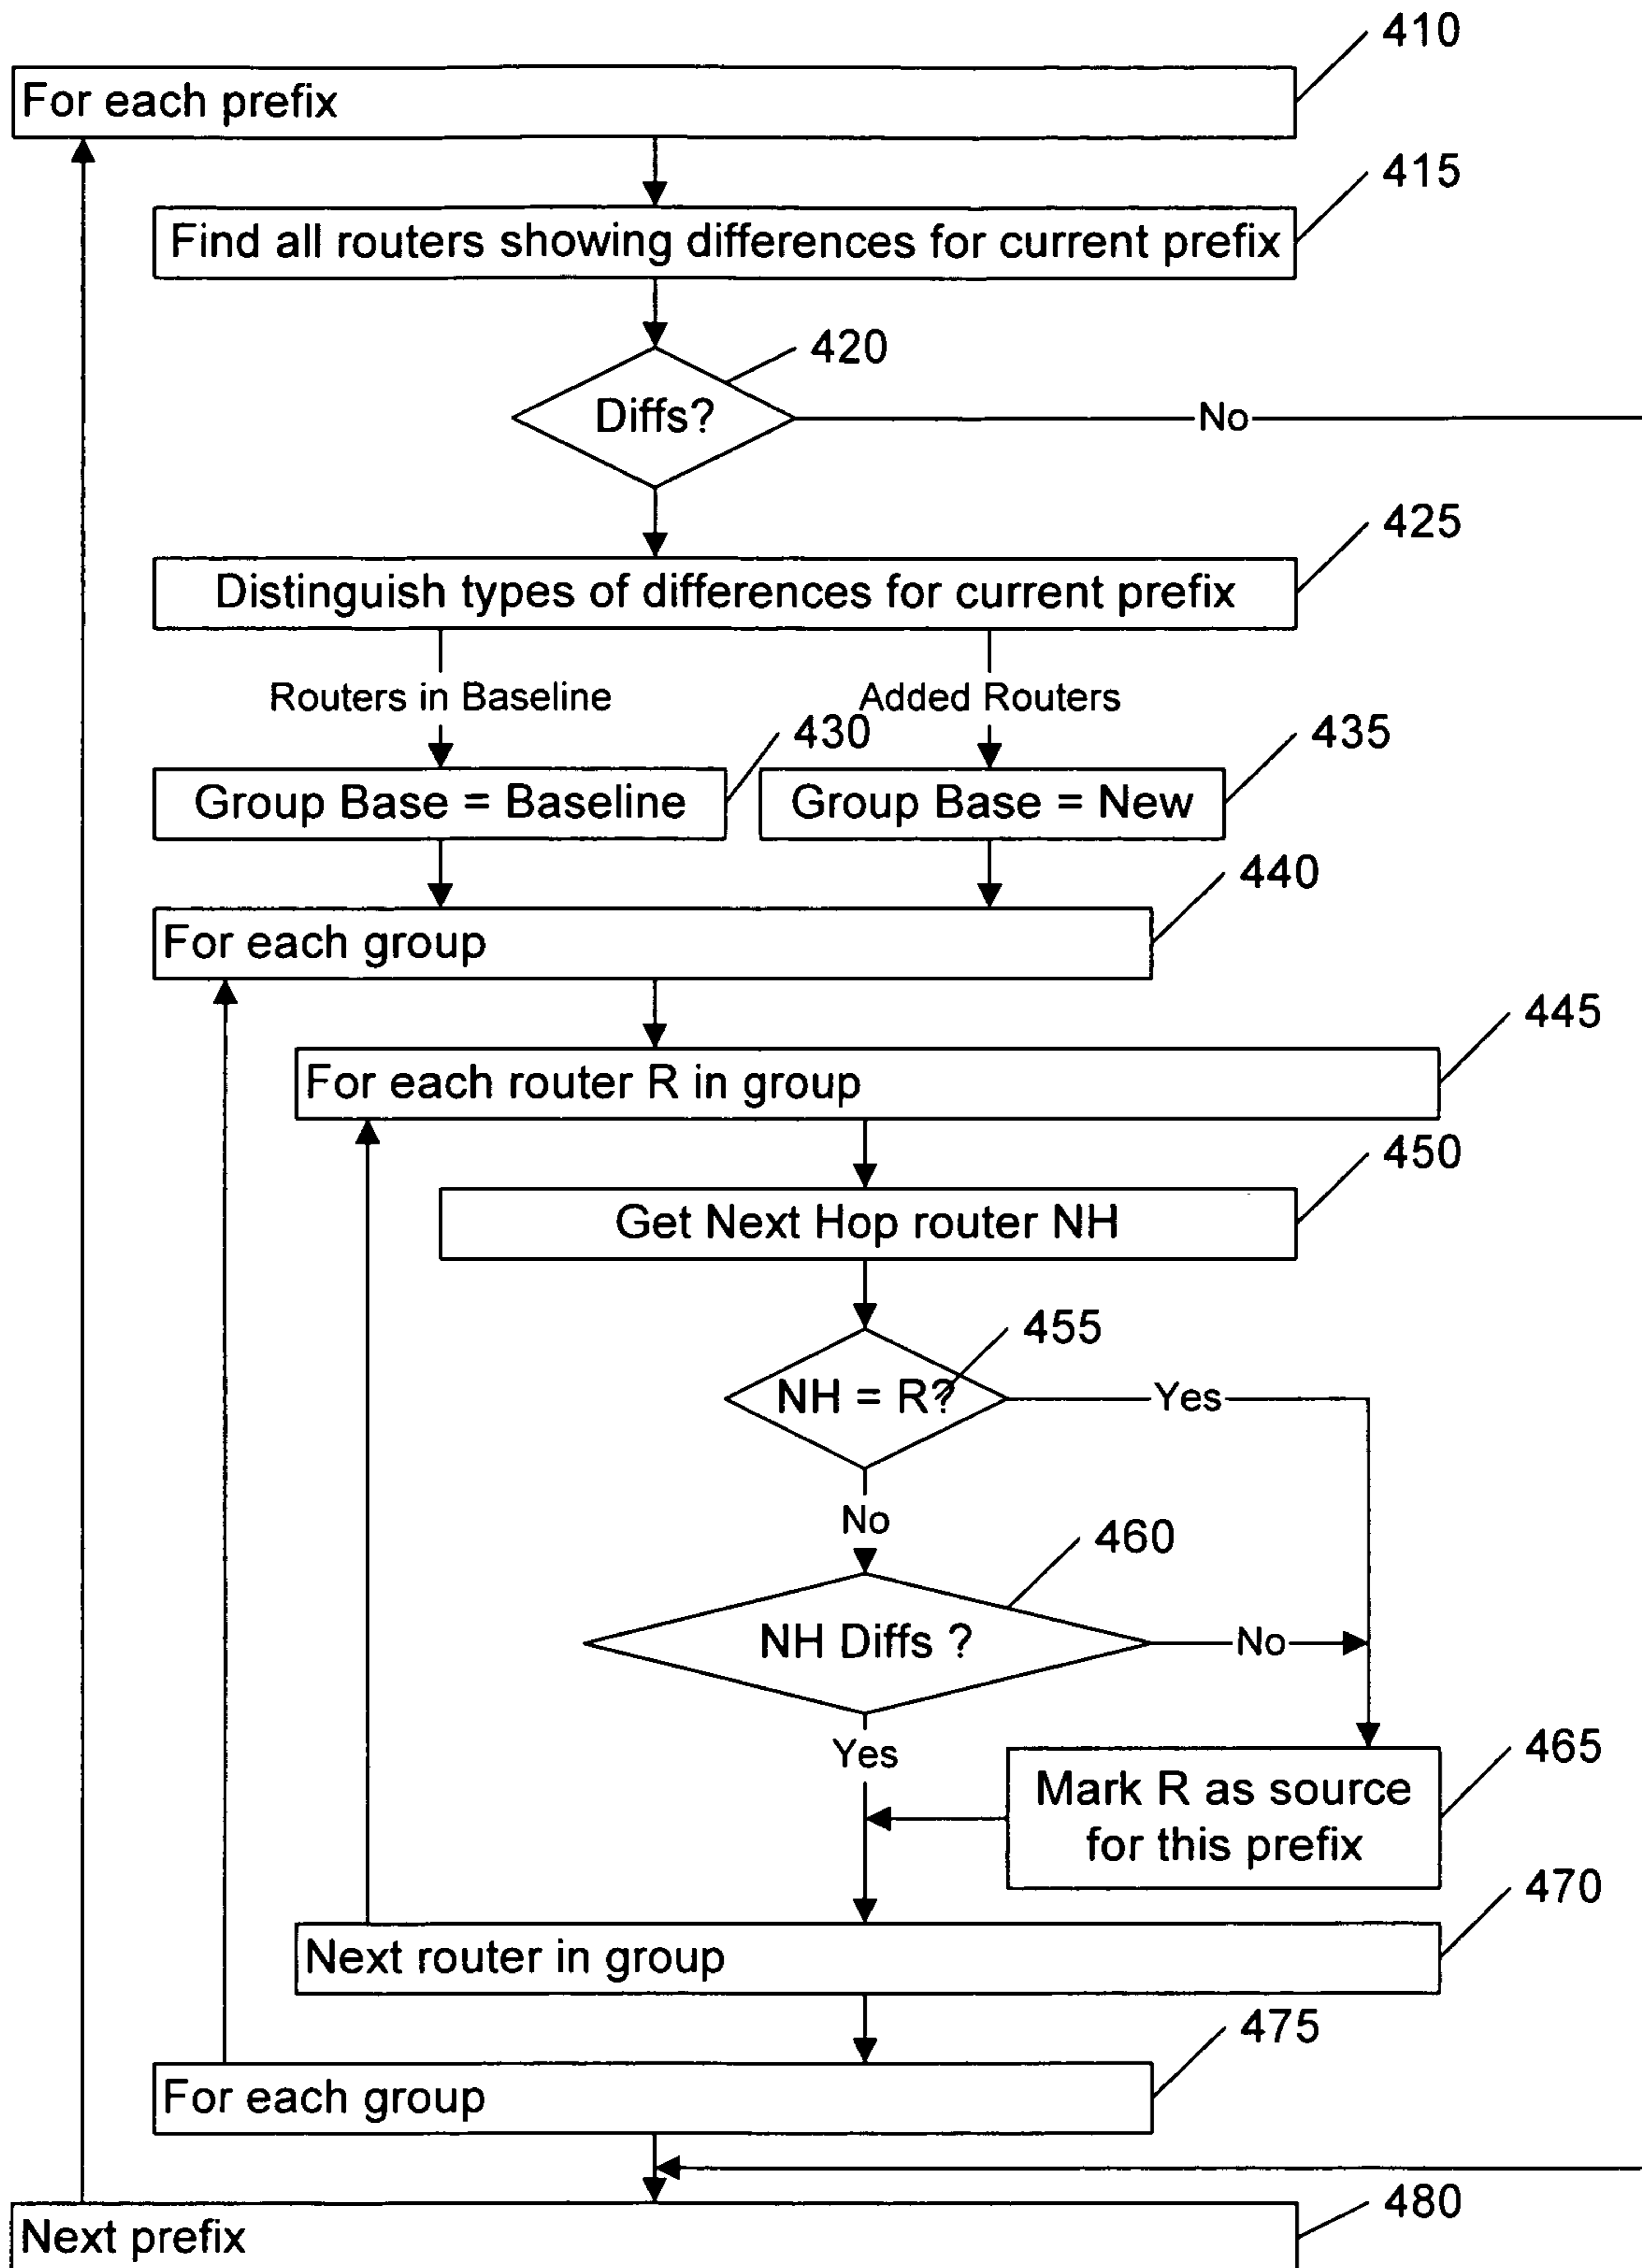 410
For each prefix
415
Find all routers showing differences for current prefix
420
Diffs?
No
425
Distinguish types of differences for current prefix
Routers in Baseline
Added Routers
430
435
Group Base = Baseline
Group Base = New
440
For each group
445
For each router R in group
450
Get Next Hop router NH
455
NH = R?
Yes
No
460
NH Diffs ?
No
Yes
465
Mark R as source
for this prefix
470
Next router in group
475
For each group
480
Next prefix